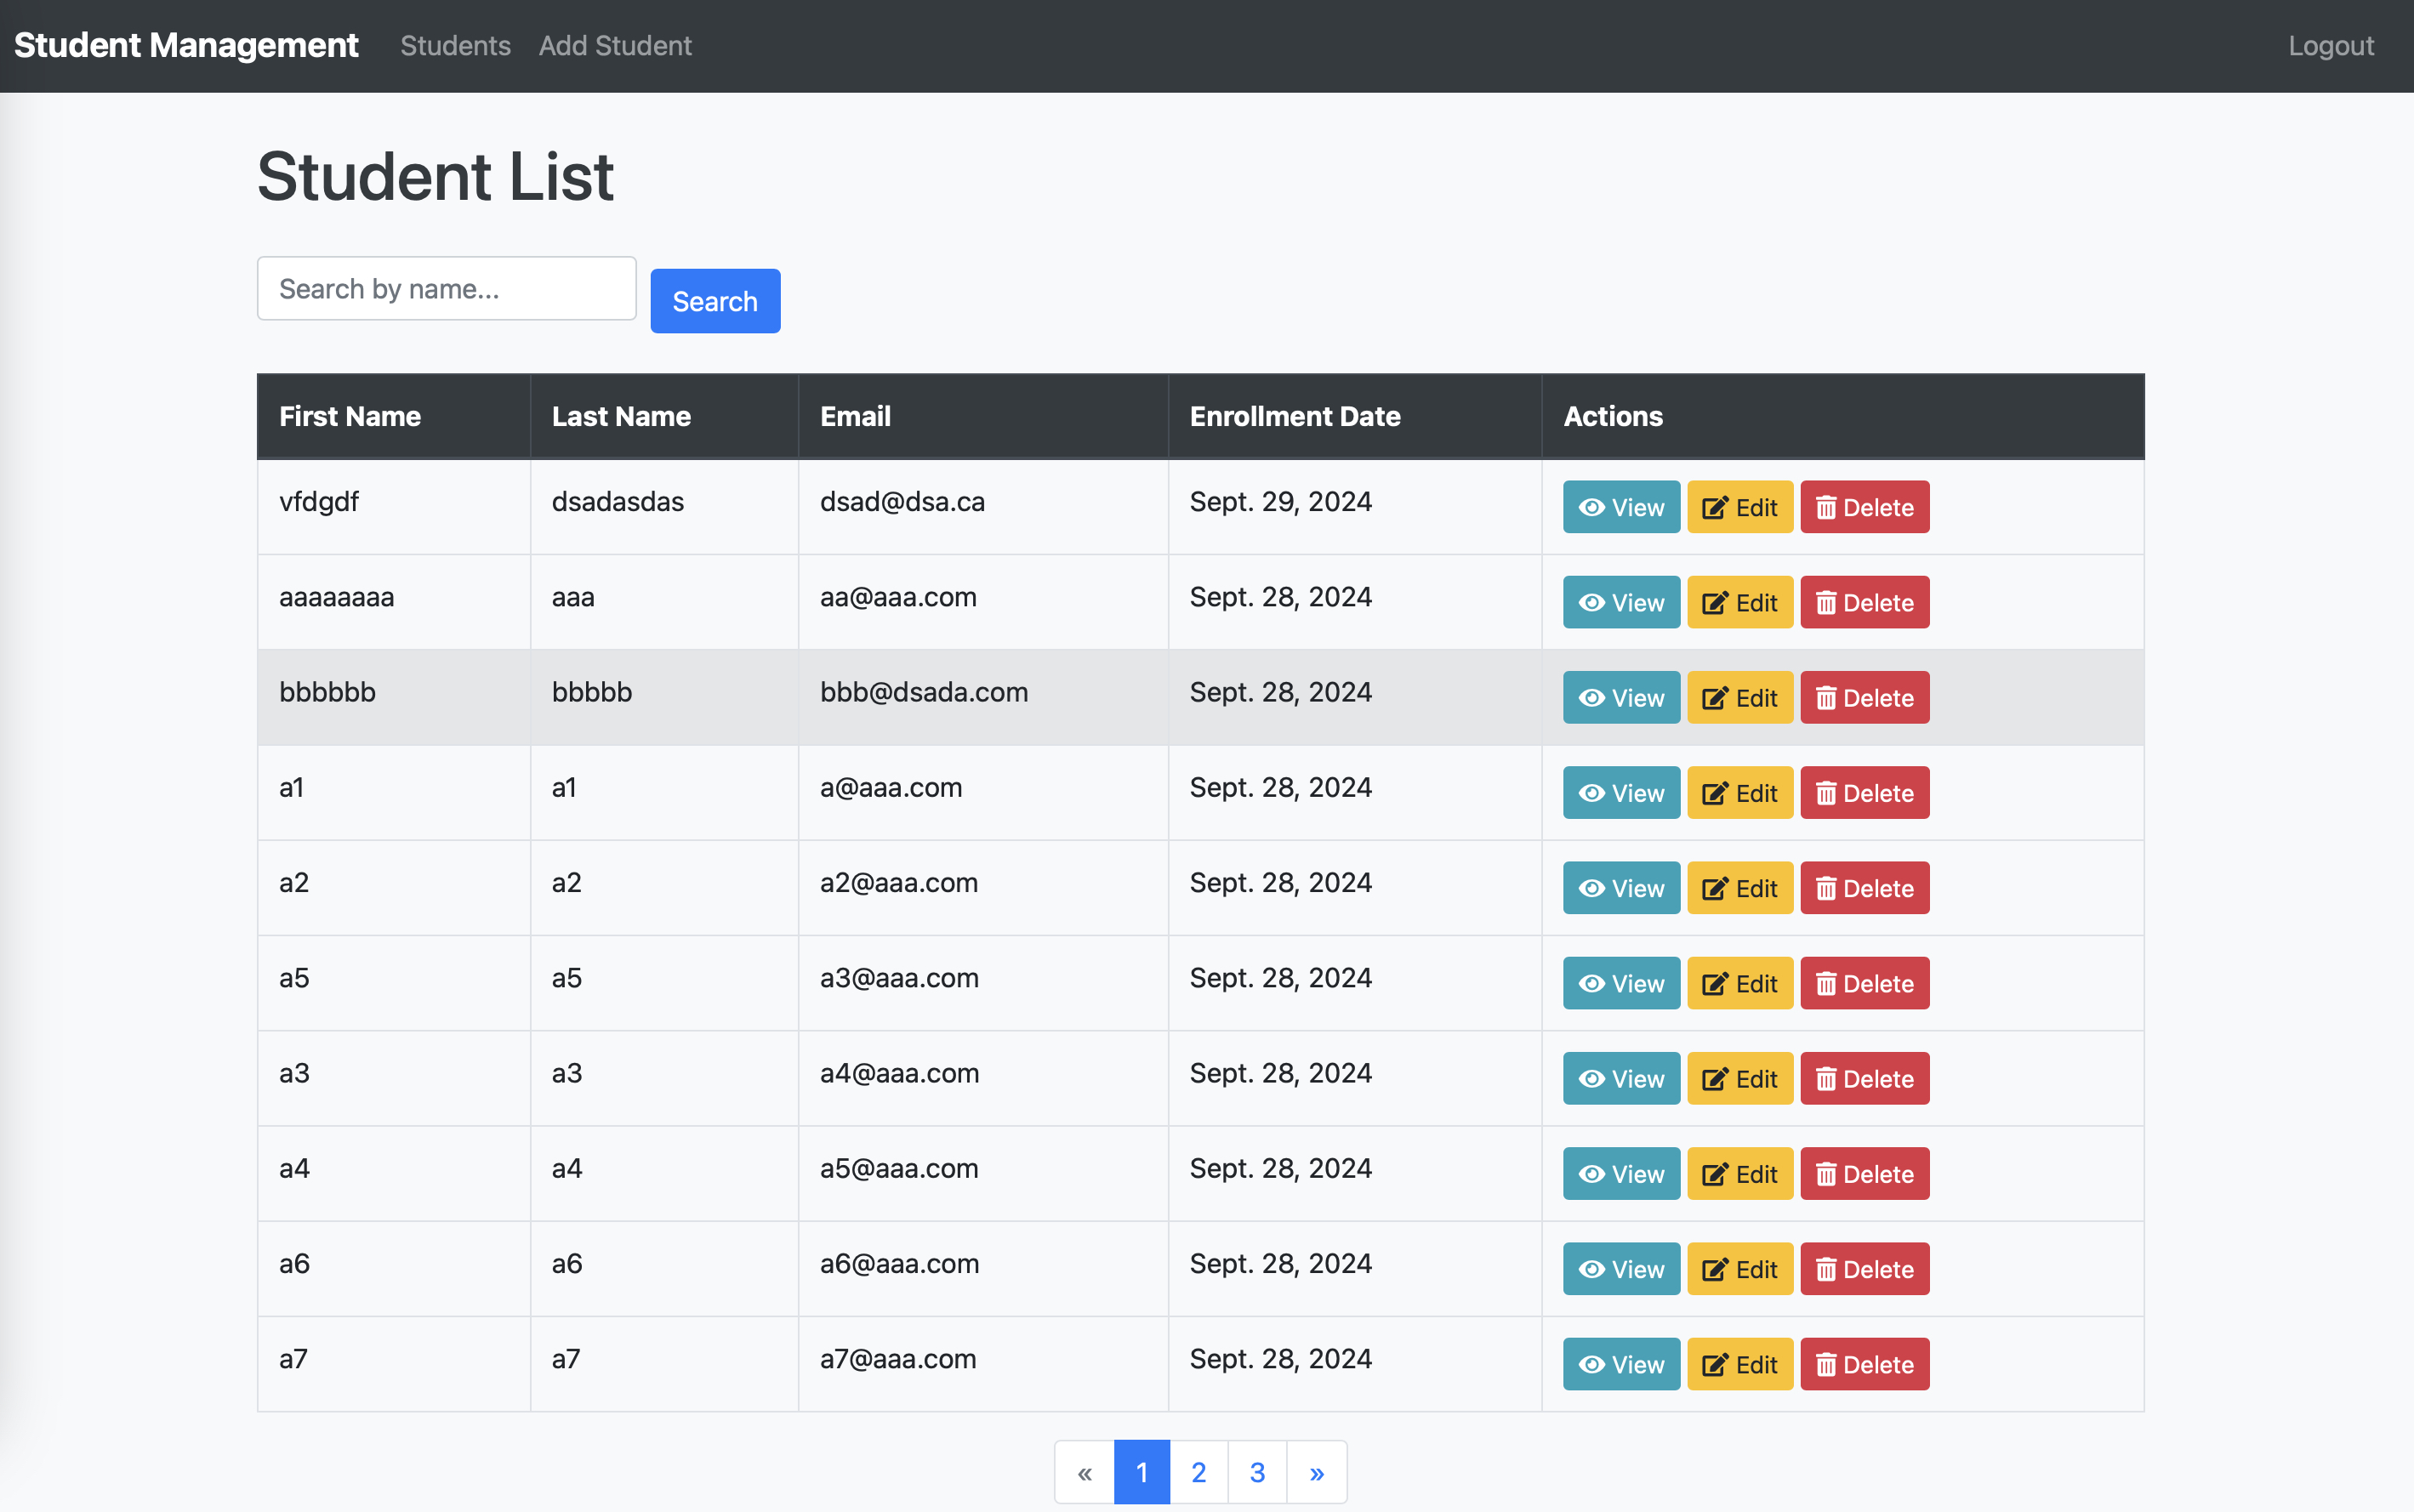 Student Management Students Add Student Logout
Student List
Search by name... Search
First Name Last Name Email Enrollment Date Actions
vfdgdf dsadasdas dsad@dsa.ca Sept. 29, 2024 View Edit Delete
aaaaaaaa aaa aa@aaa.com Sept. 28, 2024 View Edit Delete
bbbbbb bbbbb bbb@dsada.com Sept. 28, 2024 View Edit Delete
a1 a1 a@aaa.com Sept. 28, 2024 View Edit Delete
a2 a2 a2@aaa.com Sept. 28, 2024 View Edit Delete
a5 a5 a3@aaa.com Sept. 28, 2024 View Edit Delete
a3 a3 a4@aaa.com Sept. 28, 2024 View Edit Delete
a4 a4 a5@aaa.com Sept. 28, 2024 View Edit Delete
a6 a6 a6@aaa.com Sept. 28, 2024 View Edit Delete
a7 a7 a7@aaa.com Sept. 28, 2024 View Edit Delete
« 1 2 3 »